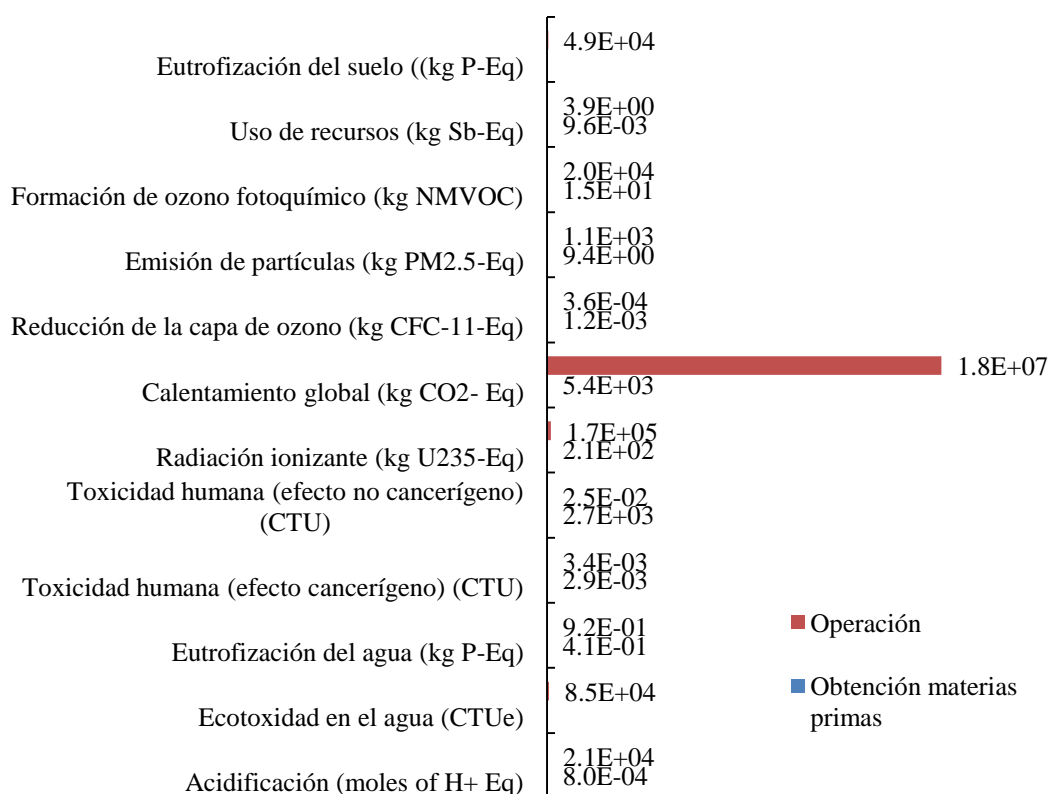 4.9E+04
Eutrofización del suelo ((kg P-Eq)
3.9E+00
9.6E-03
Uso de recursos (kg Sb-Eq)
2.0E+04
1.5E+01
Formación de ozono fotoquímico (kg NMVOC)
1.1E+03
9.4E+00
Emisión de partículas (kg PM2.5-Eq)
3.6E-04
1.2E-03
Reducción de la capa de ozono (kg CFC-11-Eq)
1.8E+07
5.4E+03
Calentamiento global (kg CO2- Eq)
1.7E+05
2.1E+02
Radiación ionizante (kg U235-Eq)
2.5E-02
2.7E+03
Toxicidad humana (efecto no cancerígeno)
(CTU)
3.4E-03
2.9E-03
Toxicidad humana (efecto cancerígeno) (CTU)
9.2E-01
4.1E-01
Eutrofización del agua (kg P-Eq)
8.5E+04
Ecotoxidad en el agua (CTUe)
2.1E+04
8.0E-04
Acidificación (moles of H+ Eq)
Operación
Obtención materias
primas